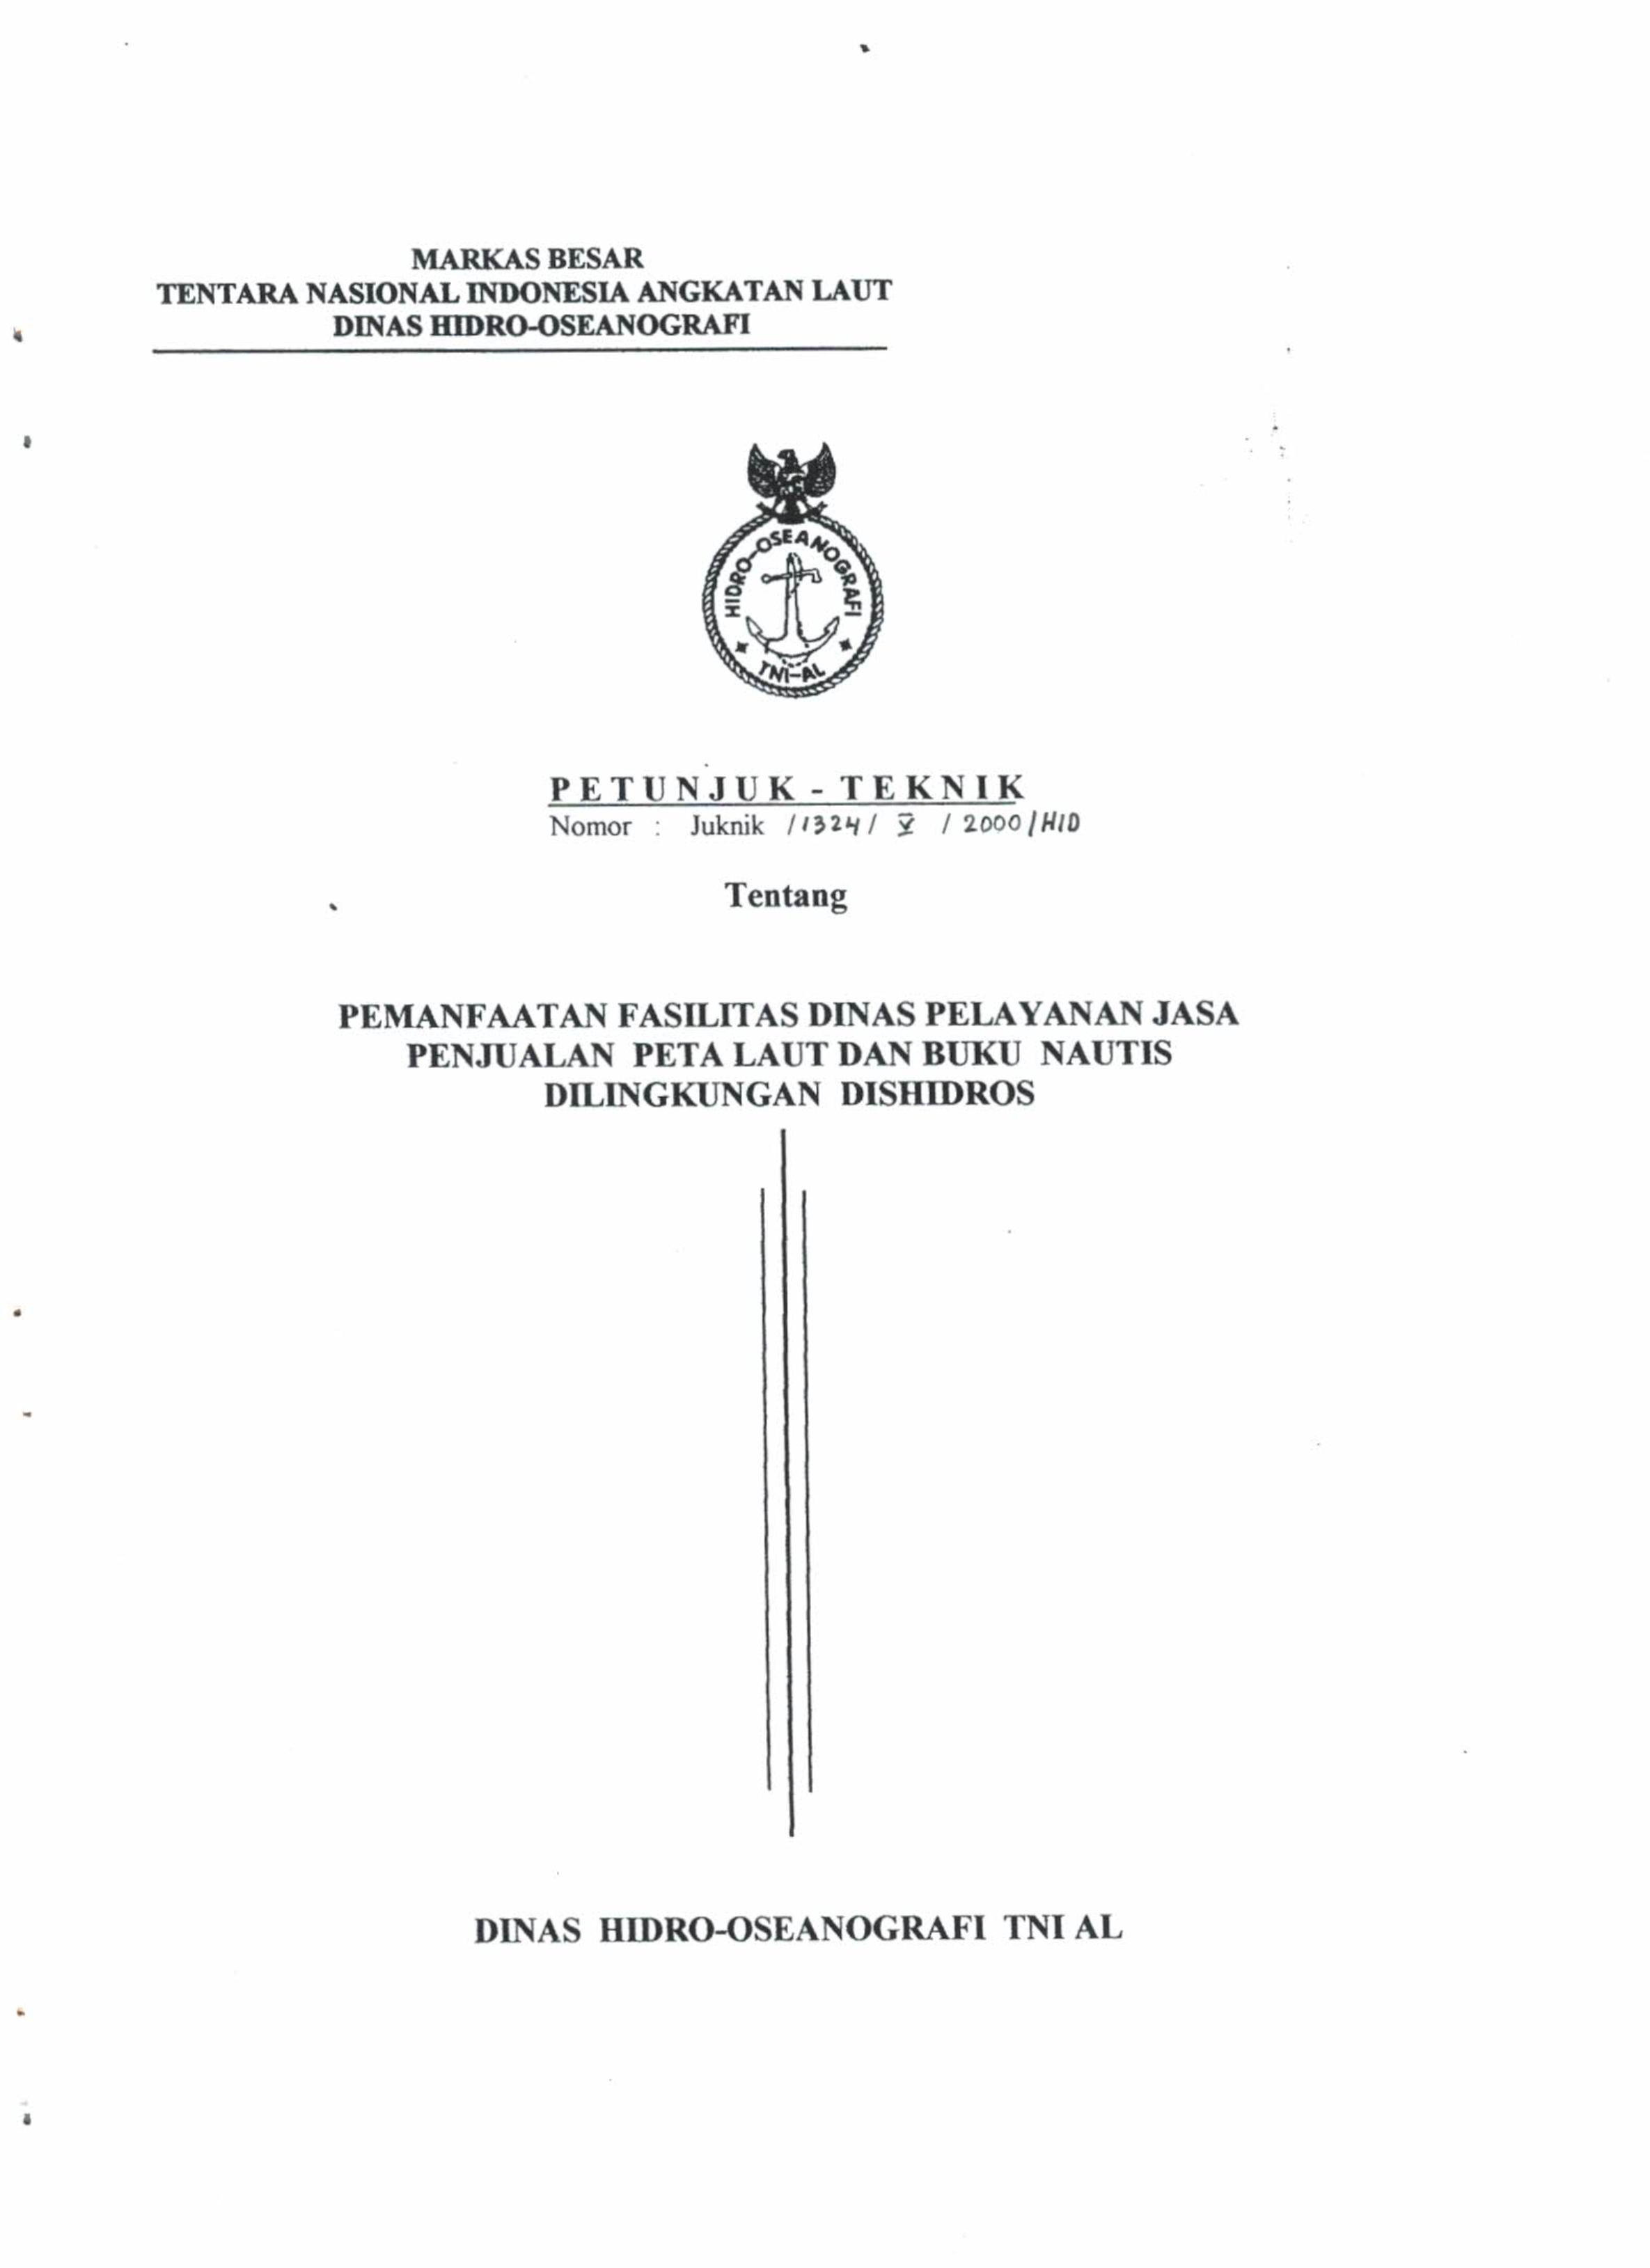 MARKAS BESAR
TENTARA NASIONAL INDONESIA ANGKATAN LAUT
DINAS HIDRO-OSEANOGRAFI
HIDRO-OSEANOGRAFI
TNI-AL
PETUNJUK - TEKNIK
Nomor : Juknik /1324/ V / 2000/HID
Tentang
PEMANFAATAN FASILITAS DINAS PELAYANAN JASA
PENJUALAN PETA LAUT DAN BUKU NAUTIS
DILINGKUNGAN DISHIDROS
DINAS HIDRO-OSEANOGRAFI TNI AL